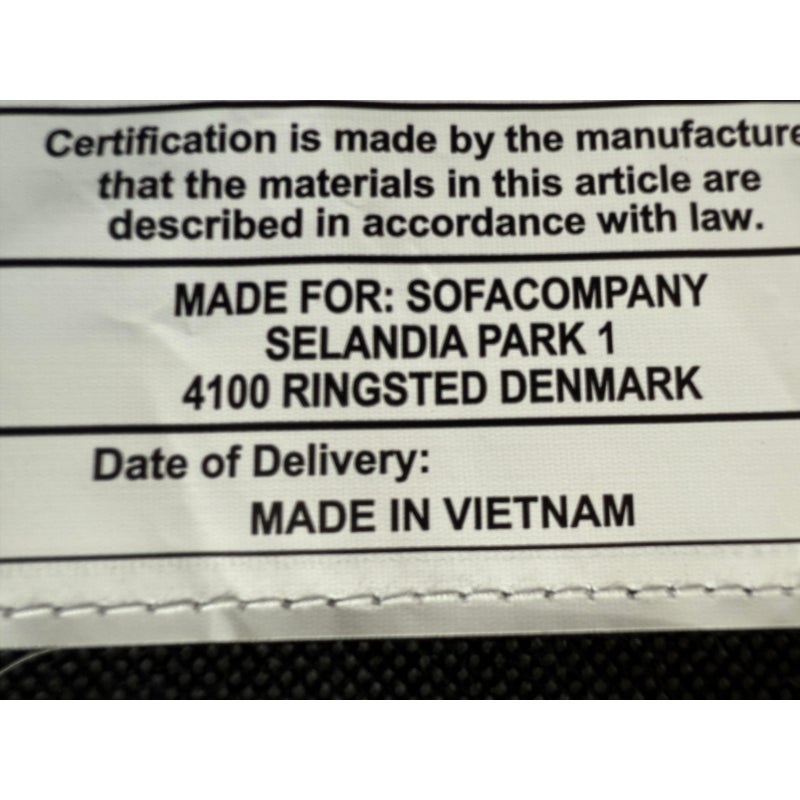 Certification is made by the manufacture
that the materials in this article are
described in accordance with law.
MADE FOR: SOFACOMPANY
SELANDIA PARK 1
4100 RINGSTED DENMARK
Date of Delivery:
MADE IN VIETNAM